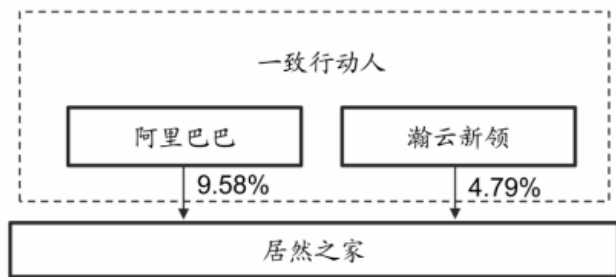 一致行动人
阿里巴巴
瀚云新领
9.58%
4.79%
居然之家